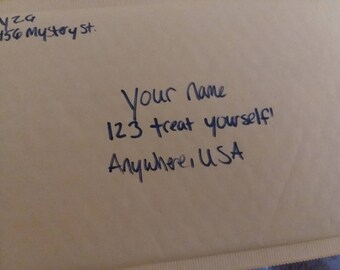 456 Mystery St.
Your name
123 treat yourself'
Anywhere, USA